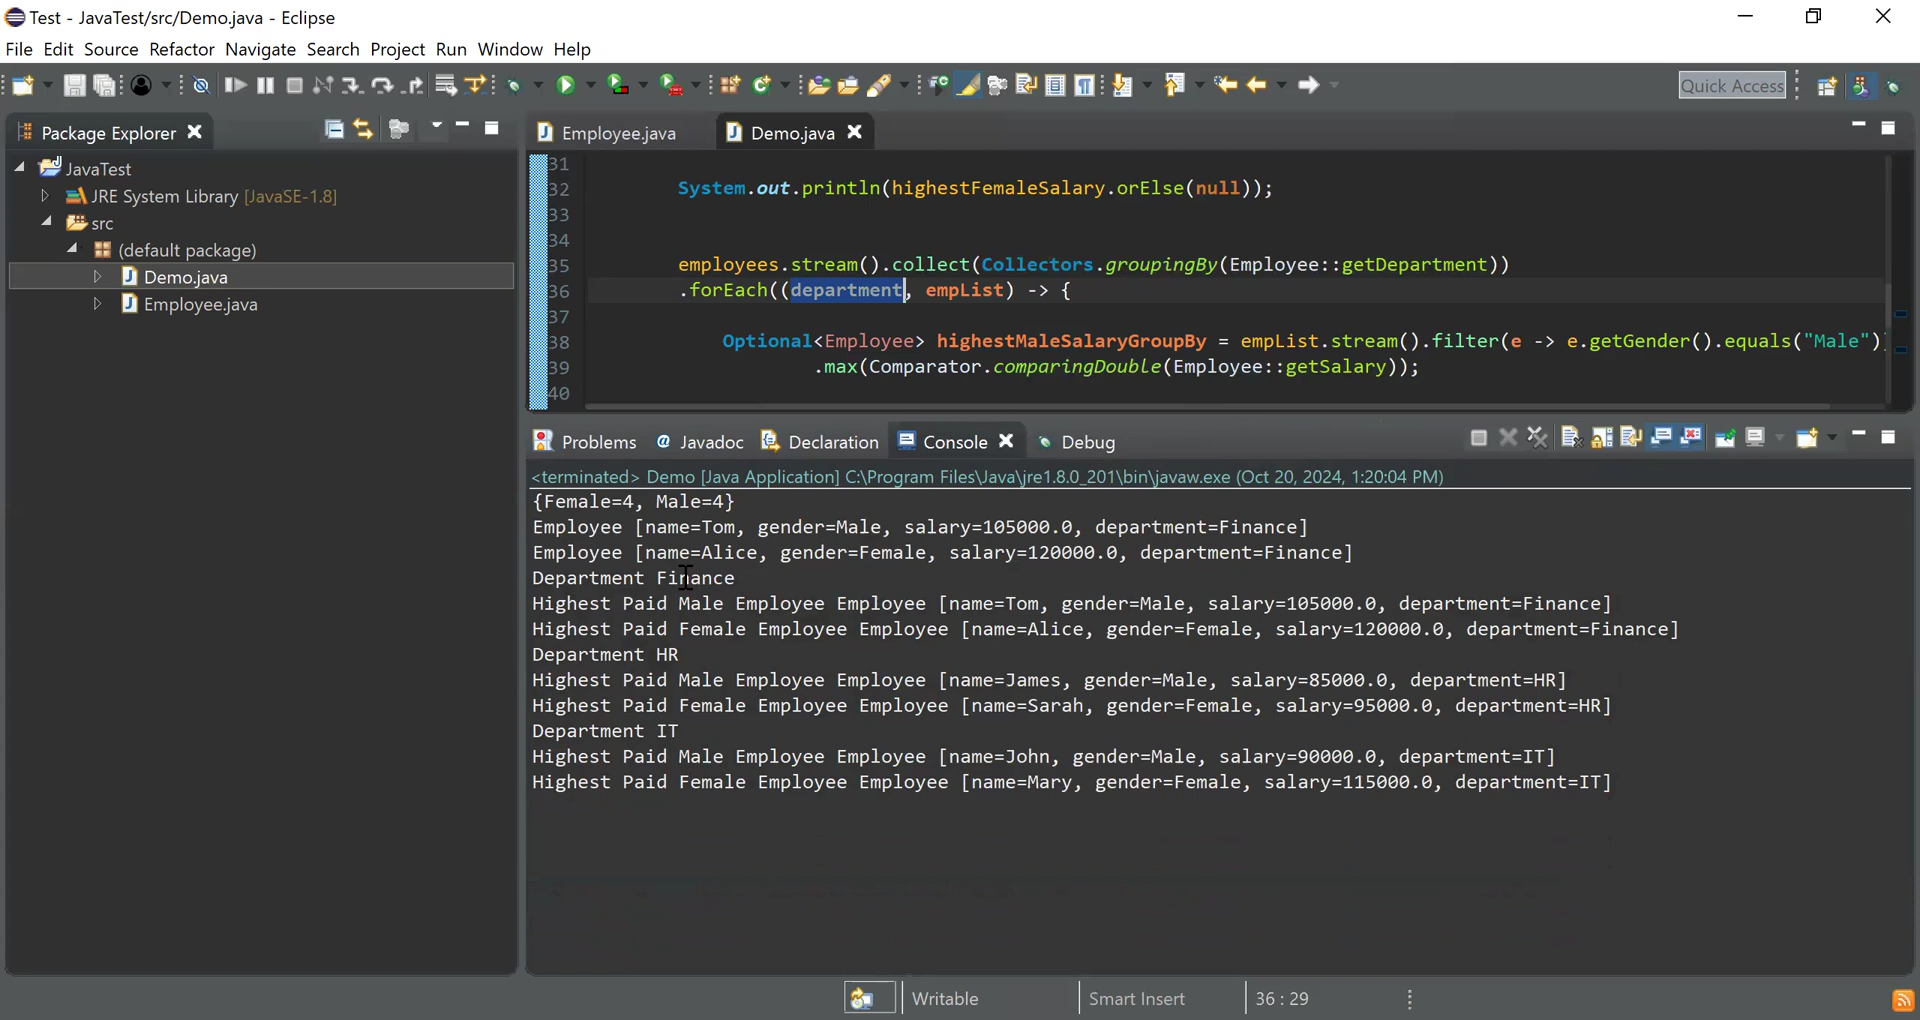 Test - JavaTest/src/Demo.java - Eclipse
File Edit Source Refactor Navigate Search Project Run Window Help
Quick Access
Package Explorer
JavaTest
JRE System Library [JavaSE-1.8]
src
(default package)
Demo.java
Employee.java
Employee.java Demo.java
31
32 System.out.println(highestFemaleSalary.orElse(null));
33
34
35 employees.stream().collect(Collectors.groupingBy(Employee::getDepartment))
36 .forEach((department, empList) -> {
37
38 Optional<Employee> highestMaleSalaryGroupBy = empList.stream().filter(e -> e.getGender().equals("Male")
39 .max(Comparator.comparingDouble(Employee::getSalary));
40
Problems @ Javadoc Declaration Console Debug
<terminated> Demo [Java Application] C:\Program Files\Java\jre1.8.0_201\bin\javaw.exe (Oct 20, 2024, 1:20:04 PM)
{Female=4, Male=4}
Employee [name=Tom, gender=Male, salary=105000.0, department=Finance]
Employee [name=Alice, gender=Female, salary=120000.0, department=Finance]
Department Finance
Highest Paid Male Employee Employee [name=Tom, gender=Male, salary=105000.0, department=Finance]
Highest Paid Female Employee Employee [name=Alice, gender=Female, salary=120000.0, department=Finance]
Department HR
Highest Paid Male Employee Employee [name=James, gender=Male, salary=85000.0, department=HR]
Highest Paid Female Employee Employee [name=Sarah, gender=Female, salary=95000.0, department=HR]
Department IT
Highest Paid Male Employee Employee [name=John, gender=Male, salary=90000.0, department=IT]
Highest Paid Female Employee Employee [name=Mary, gender=Female, salary=115000.0, department=IT]
Writable Smart Insert 36 : 29